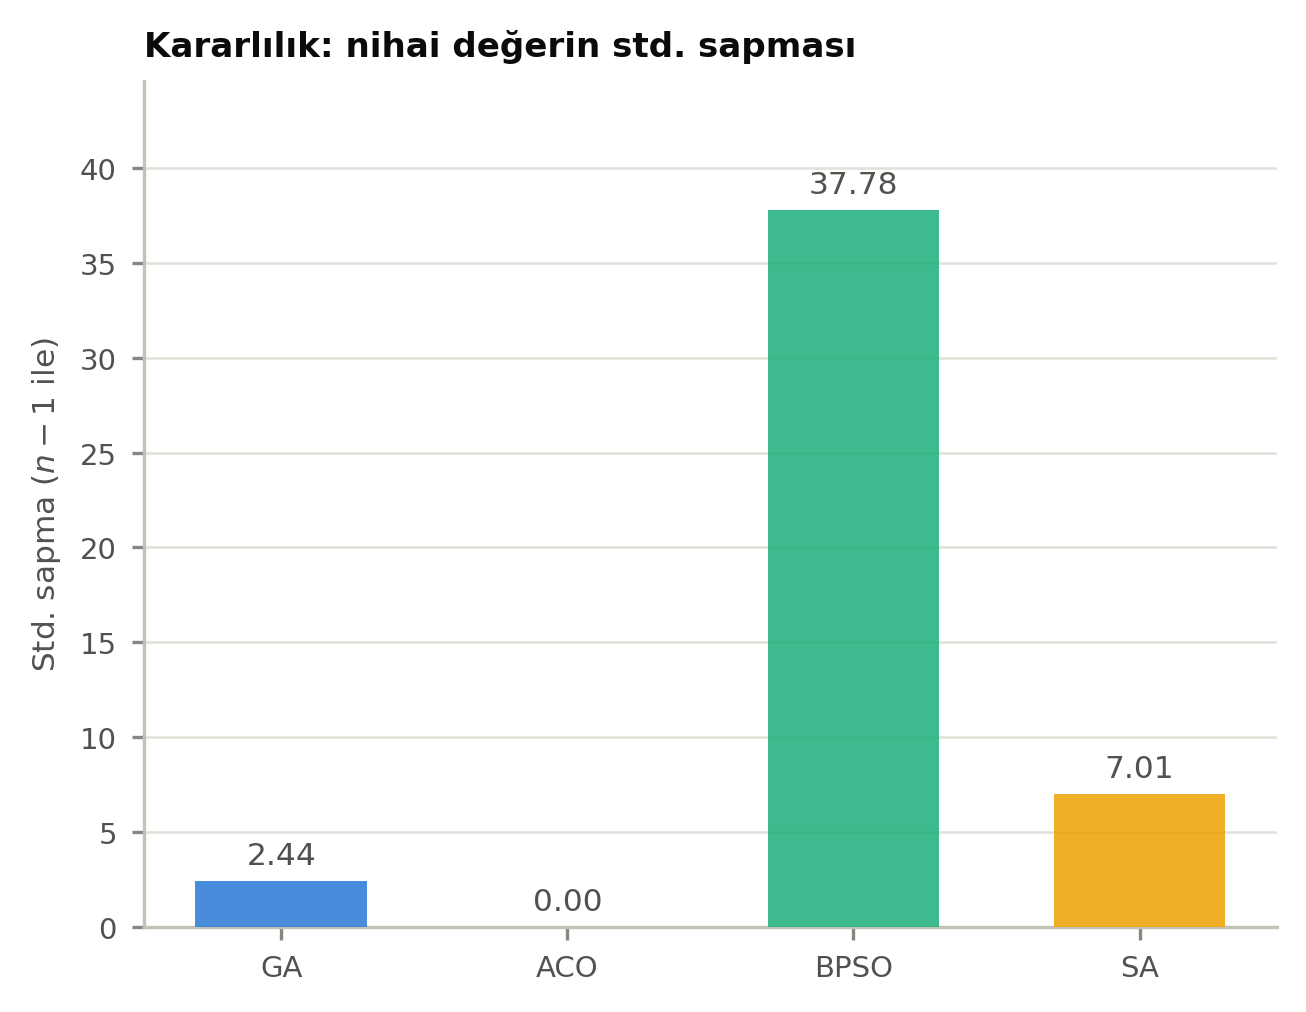 Kararlılık: nihai değerin std. sapması
Std. sapma (n − 1 ile)
40
35
30
25
20
15
10
5
0
37.78
7.01
2.44
0.00
GA
ACO
BPSO
SA